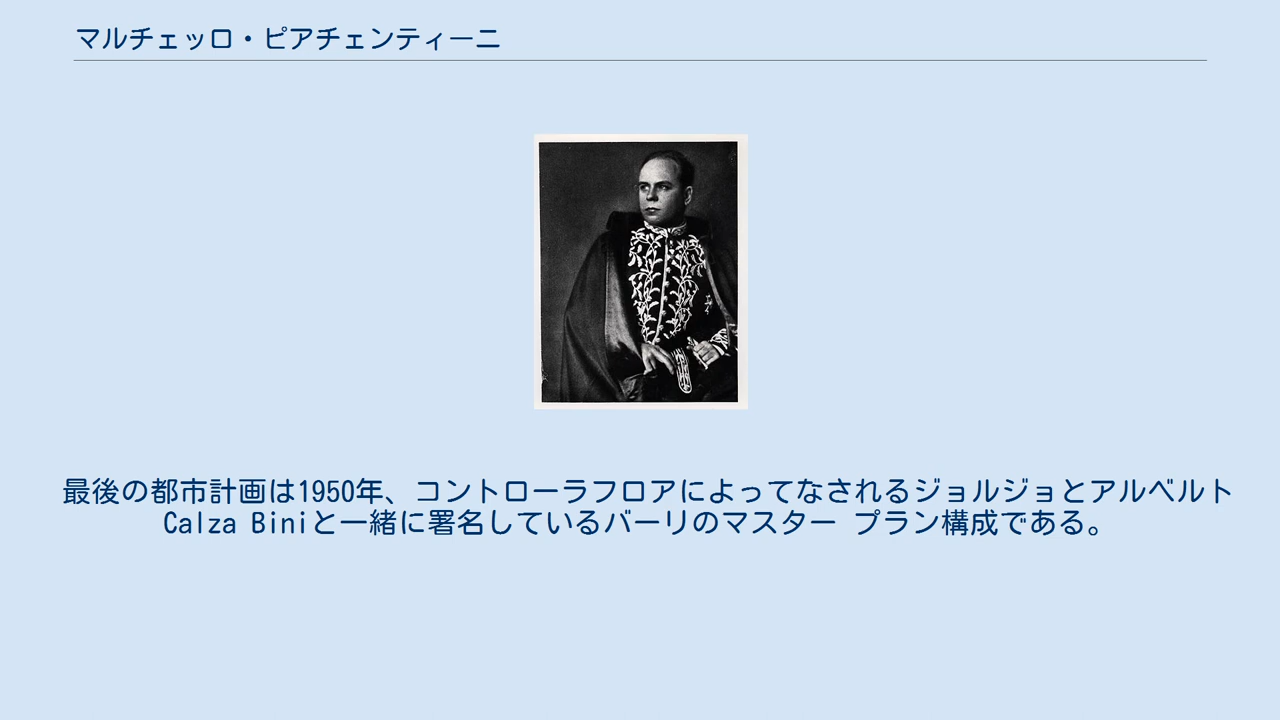 マルチェッロ・ピアチェンティーニ
最後の都市計画は1950年、コントローラフロアによってなされるジョルジョとアルベルト
Calza Biniと一緒に署名しているバーリのマスター プラン構成である。